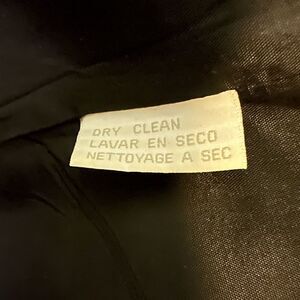 DRY CLEAN
LAVAR EN SECO
NETTOYAGE A SEC